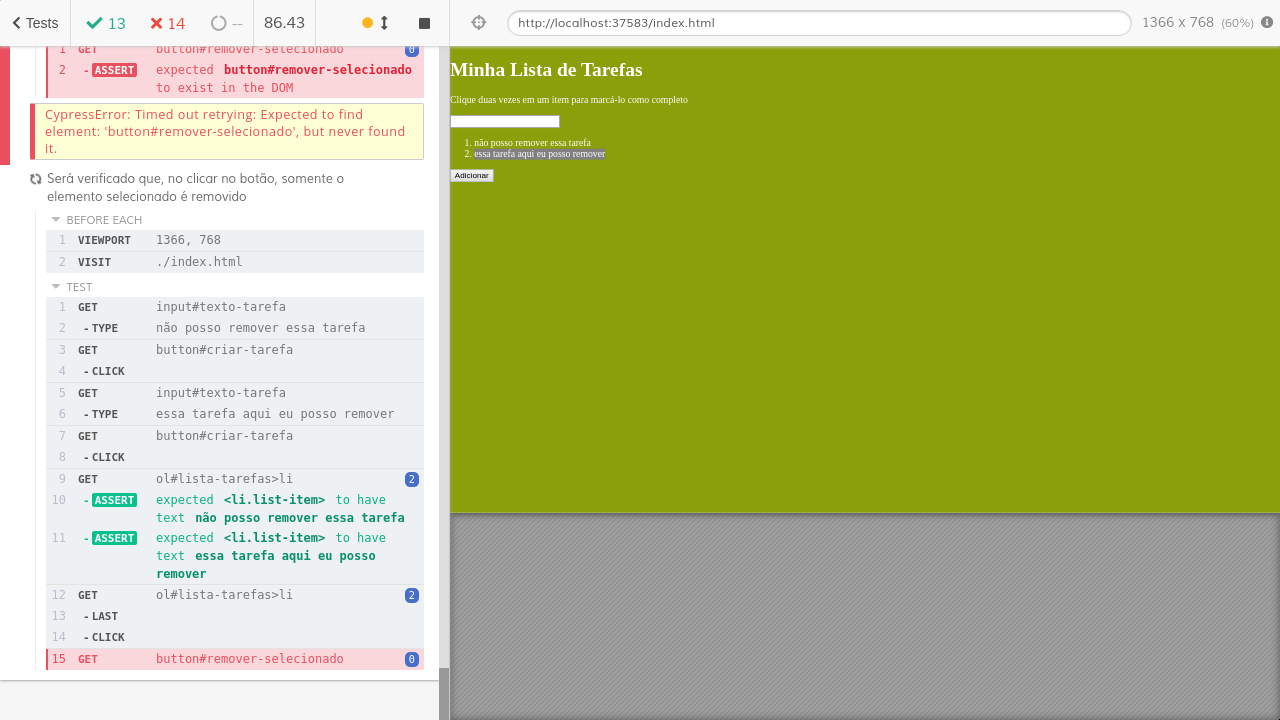 Tests 13 14 -- 86.43 http://localhost:37583/index.html 1366 x 768 (60%)
1 GET button#remover-selecionado 0
2 - ASSERT expected button#remover-selecionado
to exist in the DOM
CypressError: Timed out retrying: Expected to find
element: 'button#remover-selecionado', but never found
it.
Será verificado que, no clicar no botão, somente o
elemento selecionado é removido
BEFORE EACH
1 VIEWPORT 1366, 768
2 VISIT ./index.html
TEST
1 GET input#texto-tarefa
2 - TYPE não posso remover essa tarefa
3 GET button#criar-tarefa
4 - CLICK
5 GET input#texto-tarefa
6 - TYPE essa tarefa aqui eu posso remover
7 GET button#criar-tarefa
8 - CLICK
9 GET ol#lista-tarefas>li 2
10 - ASSERT expected <li.list-item> to have
text não posso remover essa tarefa
11 - ASSERT expected <li.list-item> to have
text essa tarefa aqui eu posso
remover
12 GET ol#lista-tarefas>li 2
13 - LAST
14 - CLICK
15 GET button#remover-selecionado 0
Minha Lista de Tarefas
Clique duas vezes em um item para marcá-lo como completo
1. não posso remover essa tarefa
2. essa tarefa aqui eu posso remover
Adicionar